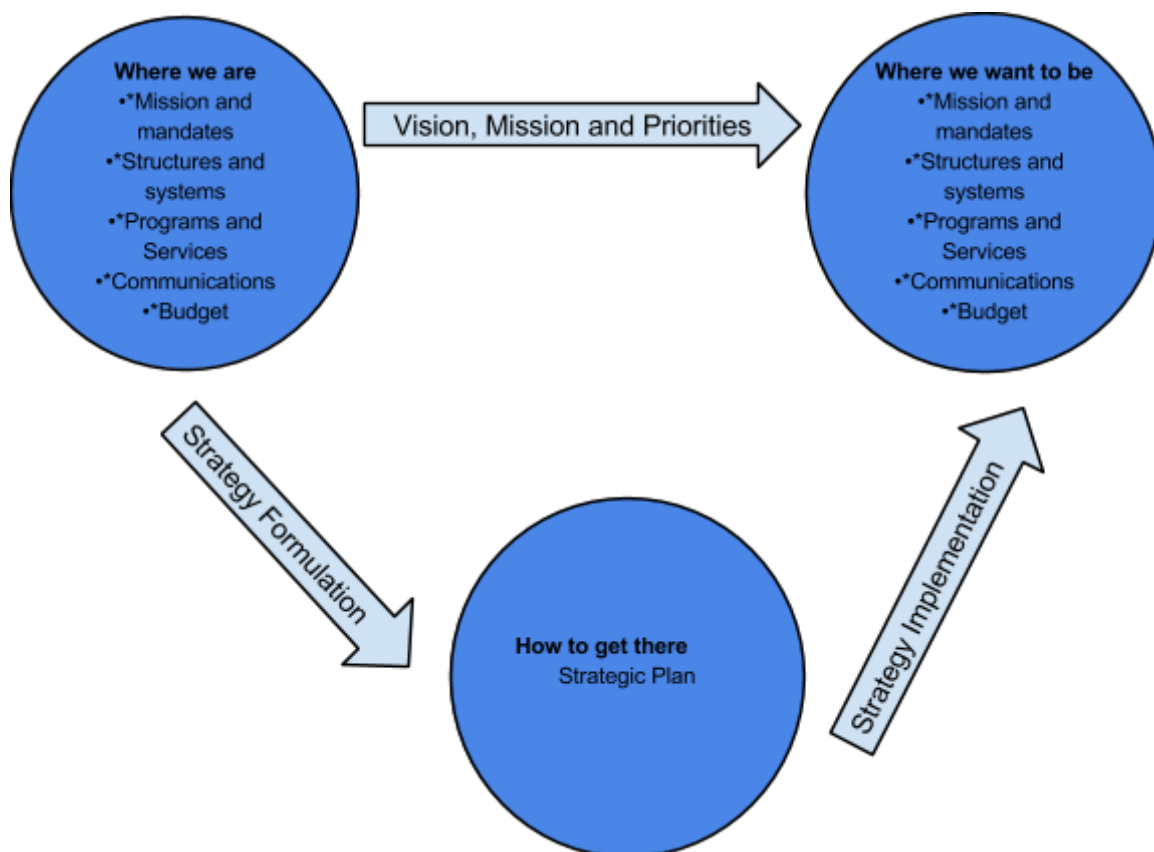 Where we are
•*Mission and
mandates
•*Structures and
systems
•*Programs and
Services
•*Communications
•*Budget
Vision, Mission and Priorities
Where we want to be
•*Mission and
mandates
•*Structures and
systems
•*Programs and
Services
•*Communications
•*Budget
Strategy Formulation
How to get there
Strategic Plan
Strategy Implementation